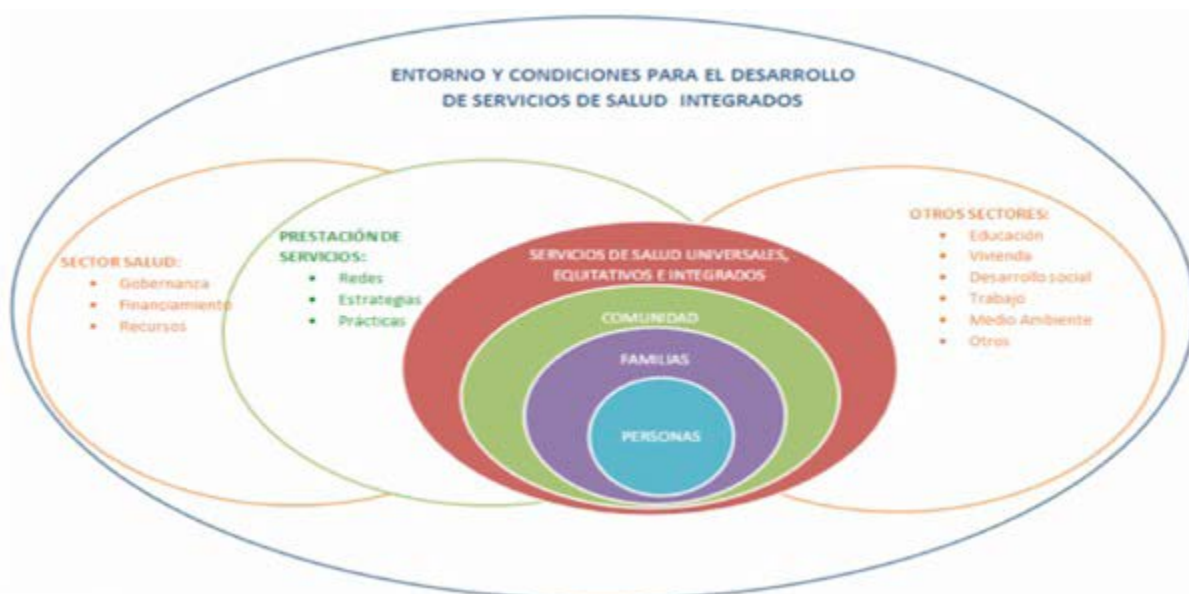 ENTORNO Y CONDICIONES PARA EL DESARROLLO
DE SERVICIOS DE SALUD INTEGRADOS
SECTOR SALUD:
• Gobernanza
• Financiamiento
• Recursos
PRESTACIÓN DE
SERVICIOS:
• Redes
• Estrategias
• Prácticas
SERVICIOS DE SALUD UNIVERSALES,
EQUITATIVOS E INTEGRADOS
COMUNIDAD
FAMILIAS
PERSONAS
OTROS SECTORES:
• Educación
• Vivienda
• Desarrollo social
• Trabajo
• Medio Ambiente
• Otros